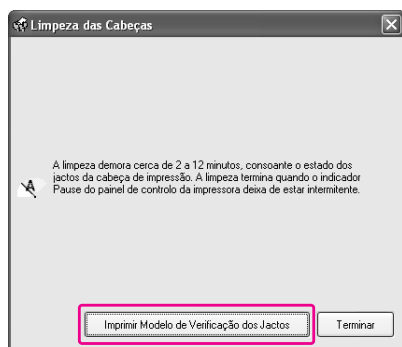 Limpeza das Cabeças
A limpeza demora cerca de 2 a 12 minutos, consoante o estado dos
jactos da cabeça de impressão. A limpeza termina quando o indicador
Pause do painel de controlo da impressora deixa de estar intermitente.
Imprimir Modelo de Verificação dos Jactos
Terminar